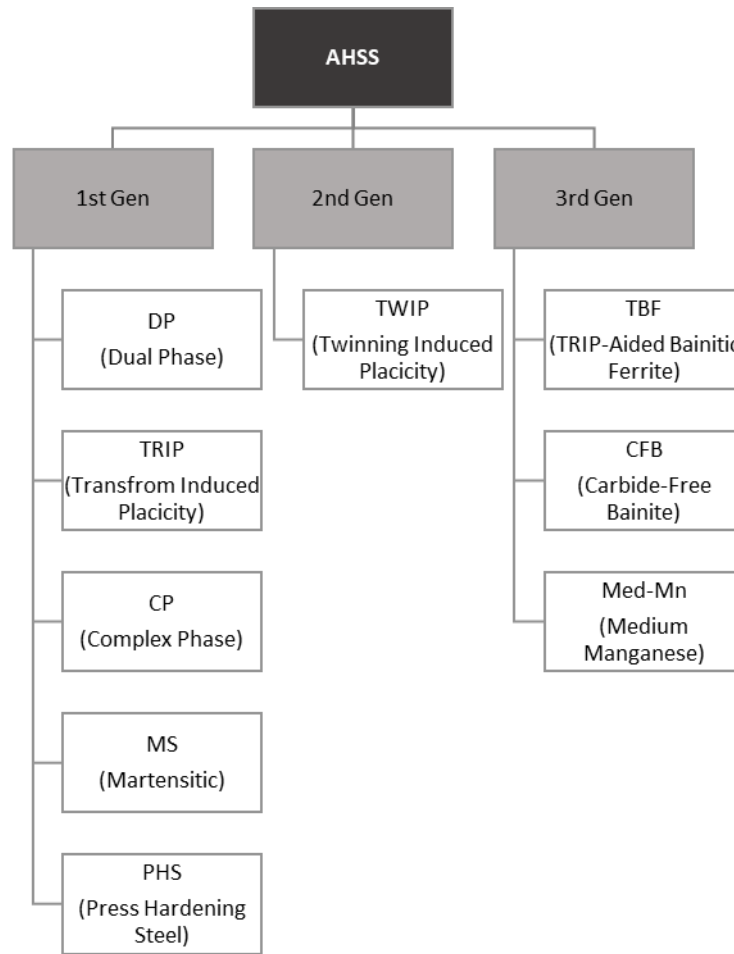 AHSS
1st Gen
2nd Gen
3rd Gen
DP
(Dual Phase)
TRIP
(Transfrom Induced
Placicity)
CP
(Complex Phase)
MS
(Martensitic)
PHS
(Press Hardening
Steel)
TWIP
(Twinning Induced
Placicity)
TBF
(TRIP-Aided Bainitic
Ferrite)
CFB
(Carbide-Free
Bainite)
Med-Mn
(Medium
Manganese)